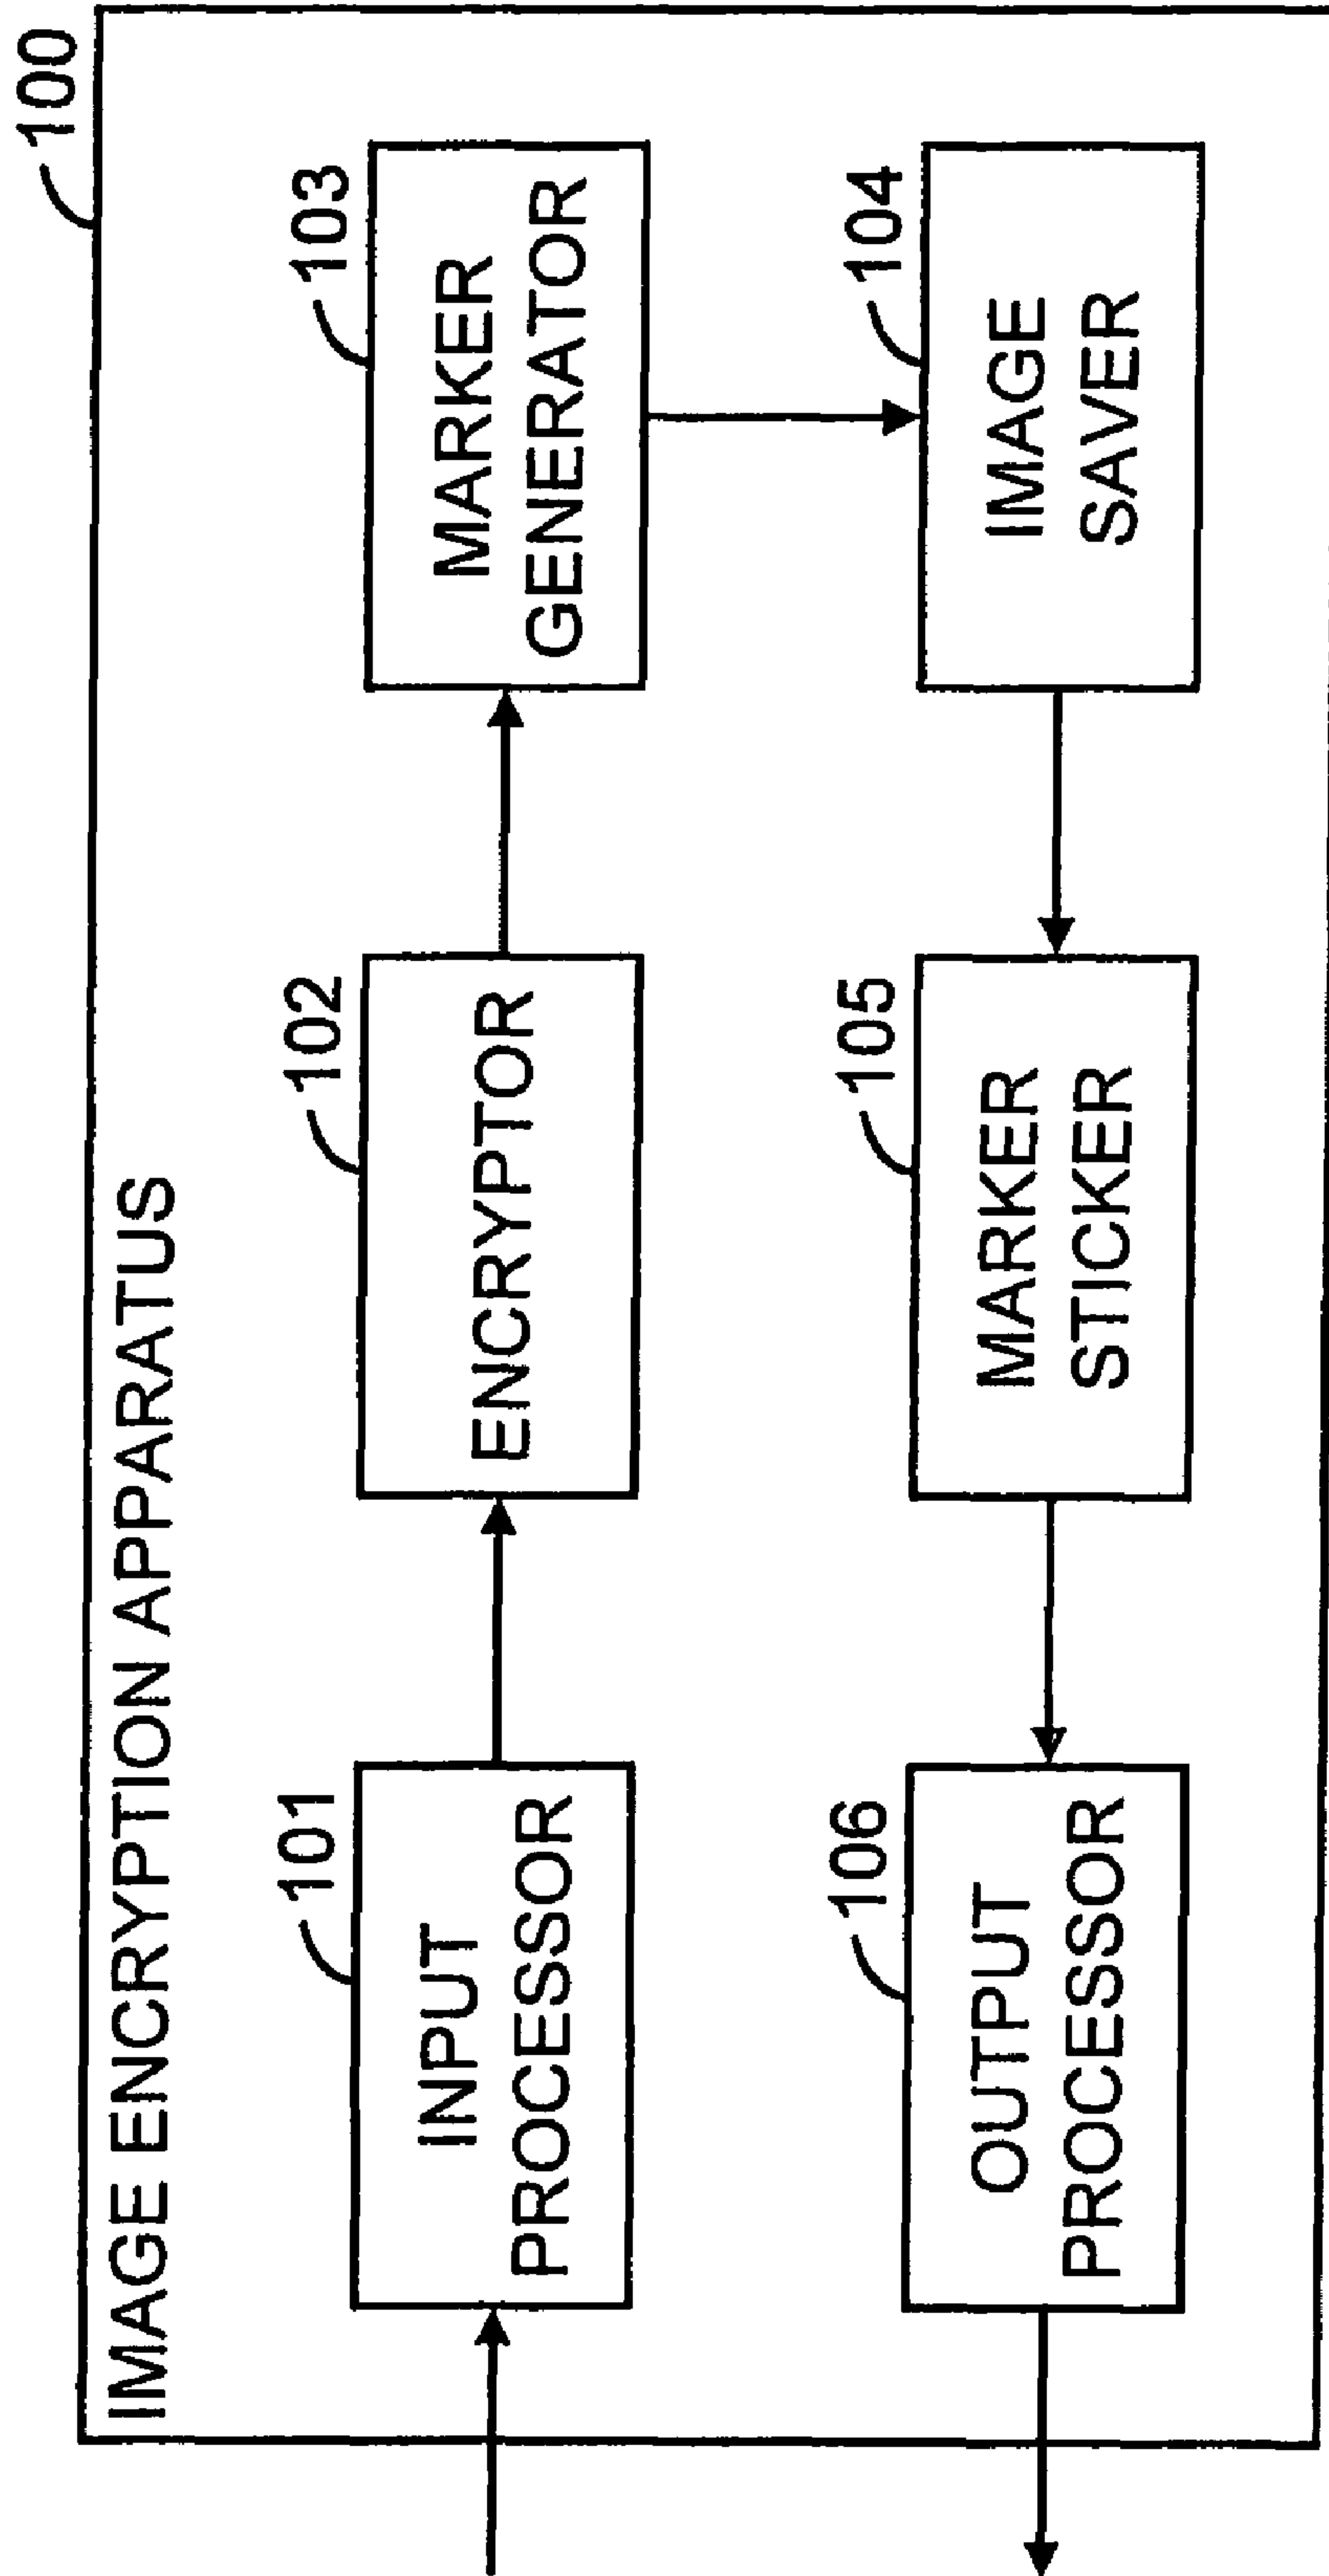 100
IMAGE ENCRYPTION APPARATUS
101
INPUT
PROCESSOR
102
ENCRYPTOR
103
MARKER
GENERATOR
104
IMAGE
SAVER
105
MARKER
STICKER
106
OUTPUT
PROCESSOR